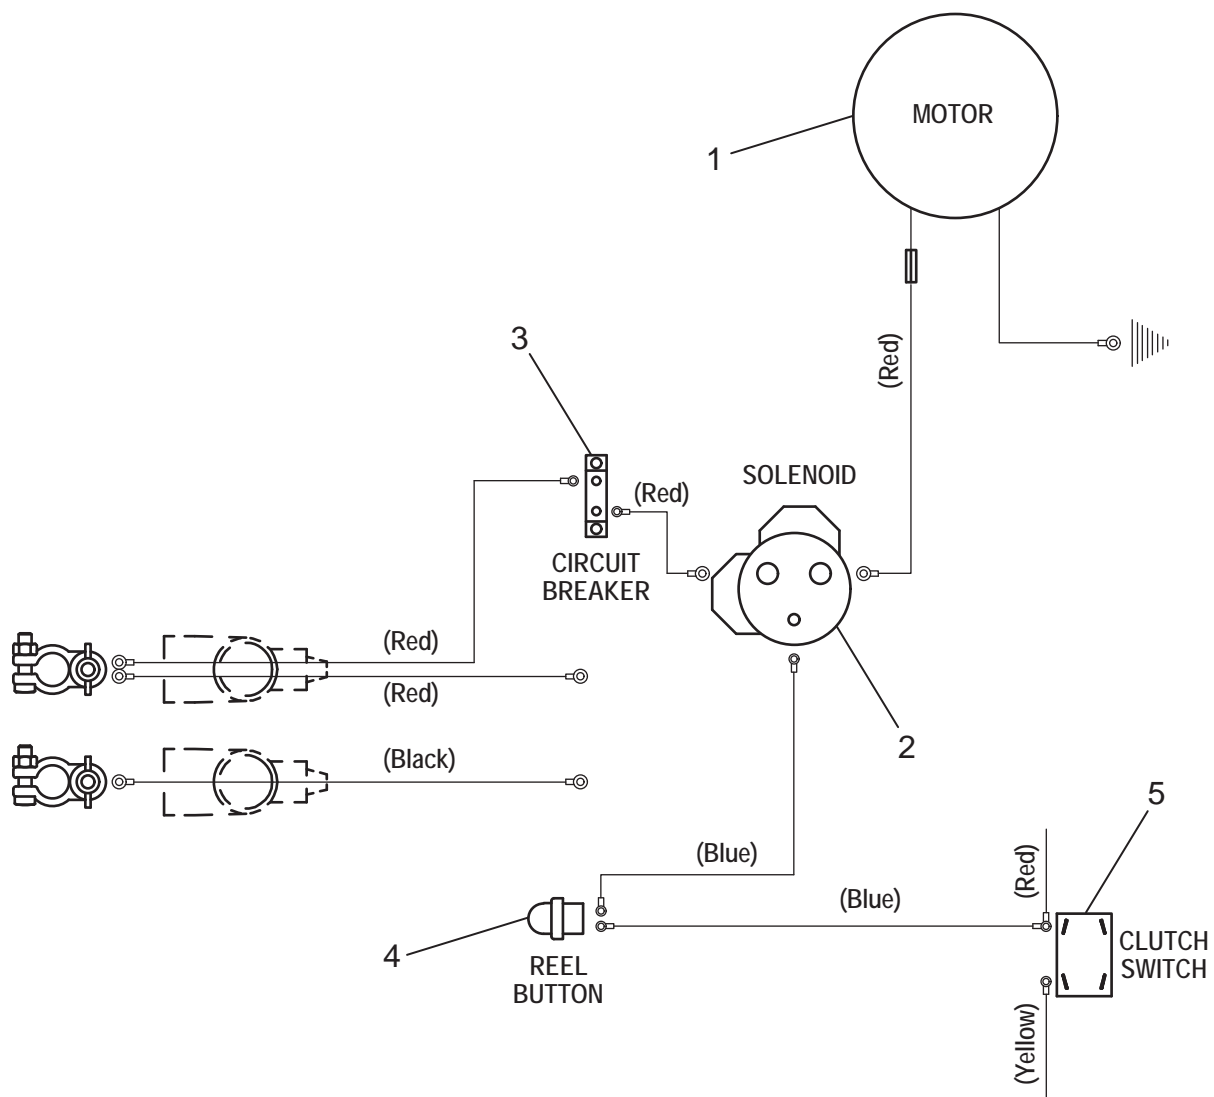 MOTOR
1
3
(Red)
SOLENOID
(Red)
CIRCUIT
BREAKER
(Red)
(Red)
2
(Black)
5
(Blue)
(Red)
(Blue)
4
CLUTCH
SWITCH
REEL
BUTTON
(Yellow)